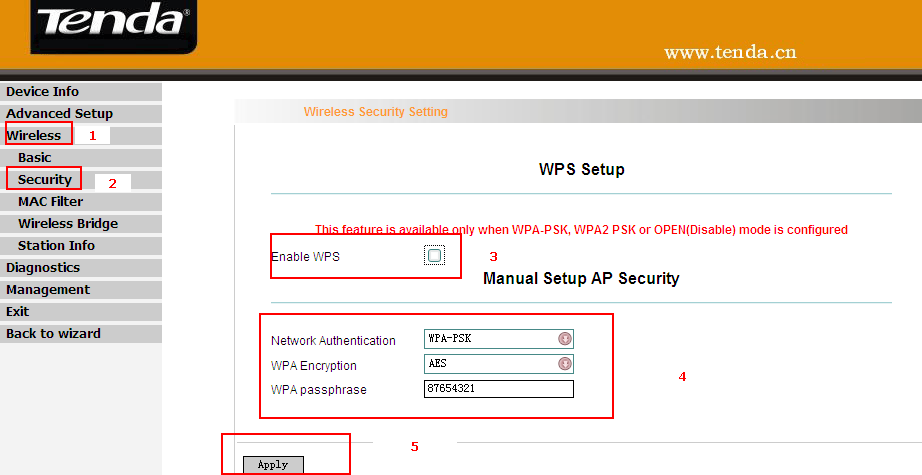 Tenda®
www.tenda.cn
Device Info
Advanced Setup
Wireless 1
Basic
Security 2
MAC Filter
Wireless Bridge
Station Info
Diagnostics
Management
Exit
Back to wizard
Wireless Security Setting
WPS Setup
This feature is available only when WPA-PSK, WPA2 PSK or OPEN(Disable) mode is configured
Enable WPS 3
Manual Setup AP Security
Network Authentication WPA-PSK
WPA Encryption AES
WPA passphrase 87654321
4
5
Apply